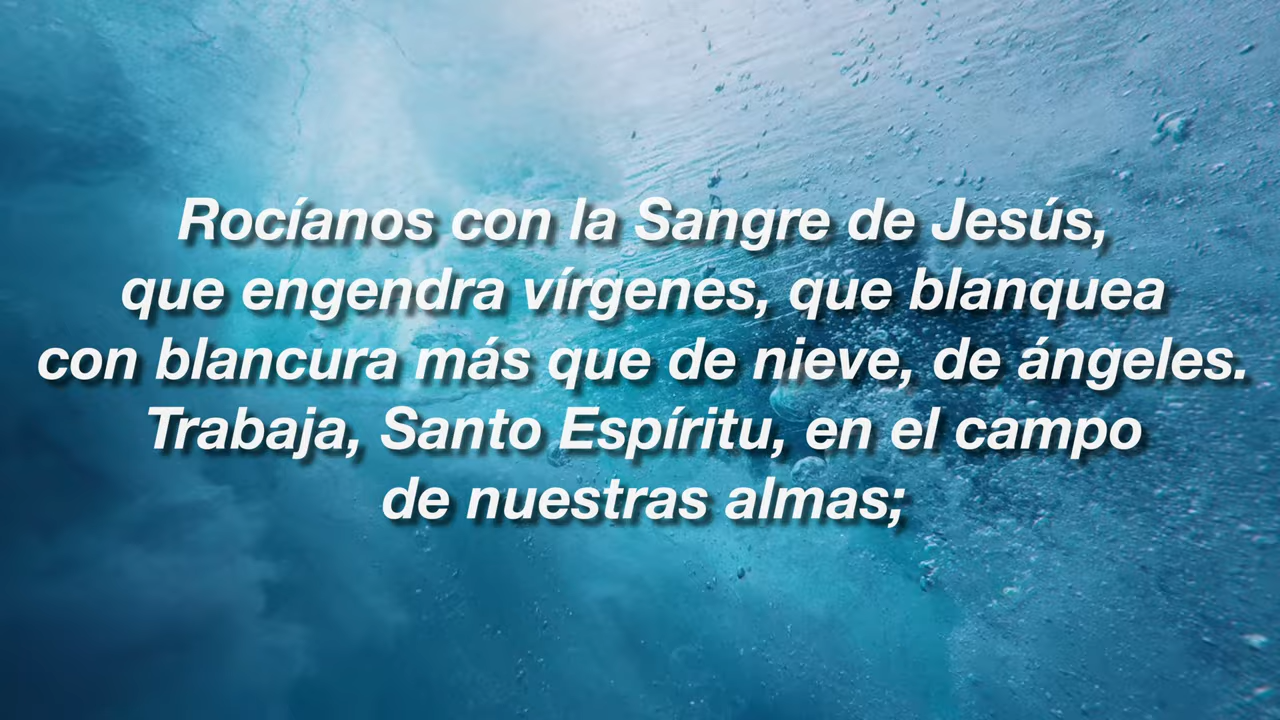 Rocíanos con la Sangre de Jesús,
que engendra vírgenes, que blanquea
con blancura más que de nieve, de ángeles.
Trabaja, Santo Espíritu, en el campo
de nuestras almas;